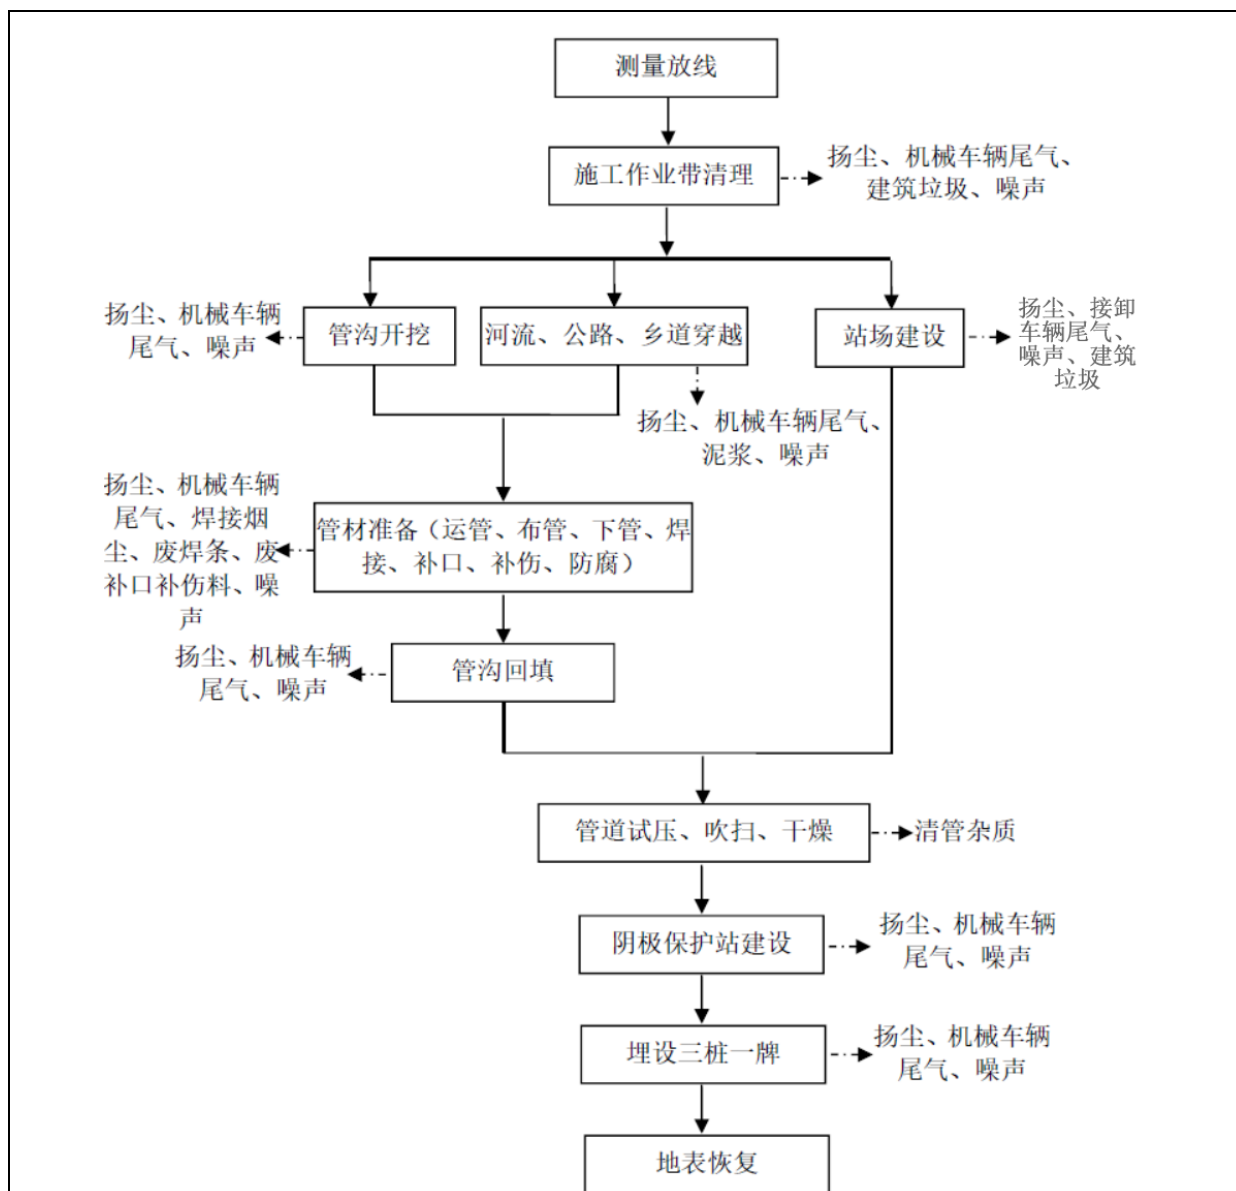 测量放线
施工作业带清理
扬尘、机械车辆尾气、
建筑垃圾、噪声
扬尘、机械车辆
尾气、噪声
管沟开挖
河流、公路、乡道穿越
站场建设
扬尘、接卸
车辆尾气、
噪声、建筑
垃圾
扬尘、机械车辆尾气、
泥浆、噪声
扬尘、机械车辆
尾气、焊接烟
尘、废焊条、废
补口补伤料、噪
声
管材准备（运管、布管、下管、焊
接、补口、补伤、防腐）
扬尘、机械车辆
尾气、噪声
管沟回填
管道试压、吹扫、干燥
清管杂质
阴极保护站建设
扬尘、机械车辆
尾气、噪声
埋设三桩一牌
扬尘、机械车辆
尾气、噪声
地表恢复